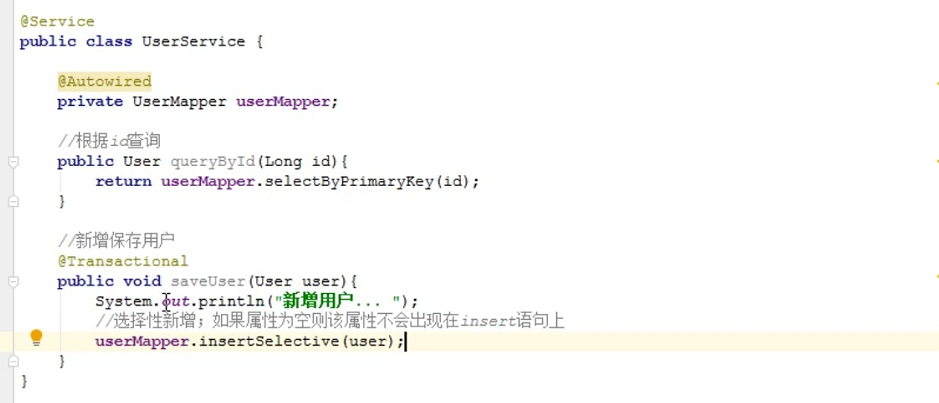 @Service
public class UserService {
@Autowired
private UserMapper userMapper;
//根据id查询
public User queryById(Long id){
return userMapper.selectByPrimaryKey(id);
}
//新增保存用户
@Transactional
public void saveUser(User user){
System.out.println("新增用户... ");
//选择性新增；如果属性为空则该属性不会出现在insert语句上
userMapper.insertSelective(user);
}
}